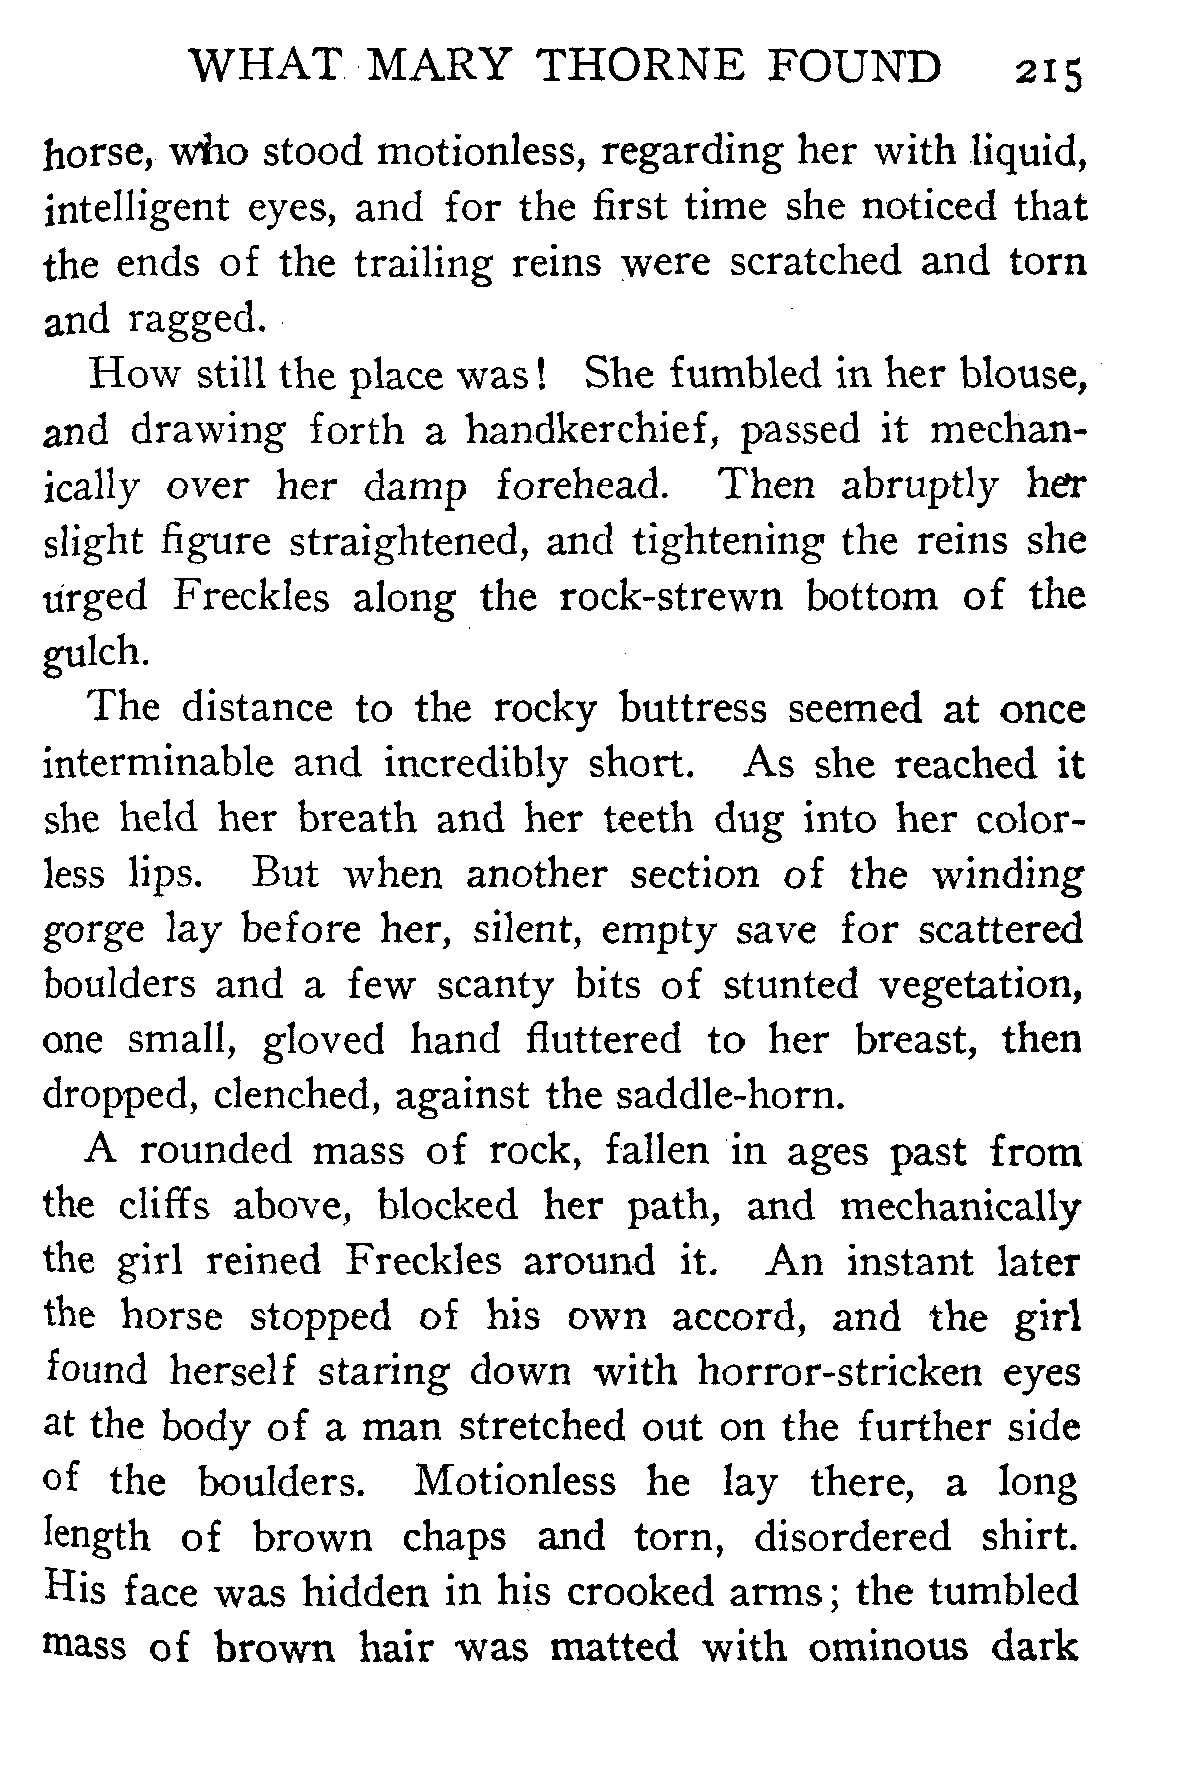 WHAT MARY THORNE FOUND 215
horse, who stood motionless, regarding her with liquid,
intelligent eyes, and for the first time she noticed that
the ends of the trailing reins were scratched and torn
and ragged.
How still the place was! She fumbled in her blouse,
and drawing forth a handkerchief, passed it mechan-
ically over her damp forehead. Then abruptly her
slight figure straightened, and tightening the reins she
urged Freckles along the rock-strewn bottom of the
gulch.
The distance to the rocky buttress seemed at once
interminable and incredibly short. As she reached it
she held her breath and her teeth dug into her color-
less lips. But when another section of the winding
gorge lay before her, silent, empty save for scattered
boulders and a few scanty bits of stunted vegetation,
one small, gloved hand fluttered to her breast, then
dropped, clenched, against the saddle-horn.
A rounded mass of rock, fallen in ages past from
the cliffs above, blocked her path, and mechanically
the girl reined Freckles around it. An instant later
the horse stopped of his own accord, and the girl
found herself staring down with horror-stricken eyes
at the body of a man stretched out on the further side
of the boulders. Motionless he lay there, a long
length of brown chaps and torn, disordered shirt.
His face was hidden in his crooked arms; the tumbled
mass of brown hair was matted with ominous dark